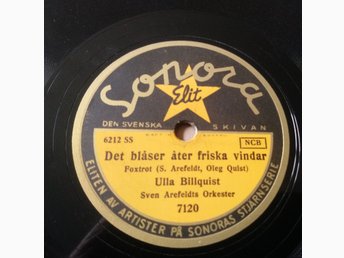 Sonora
Elit
DEN SVENSKA SKIVAN
6212 SS
NCB
Det blåser åter friska vindar
Foxtrot (S. Arefeldt, Oleg Quist)
Ulla Billquist
Sven Arefeldts Orkester
7120
ELITEN AV ARTISTER PÅ SONORAS STJÄRNSERIE